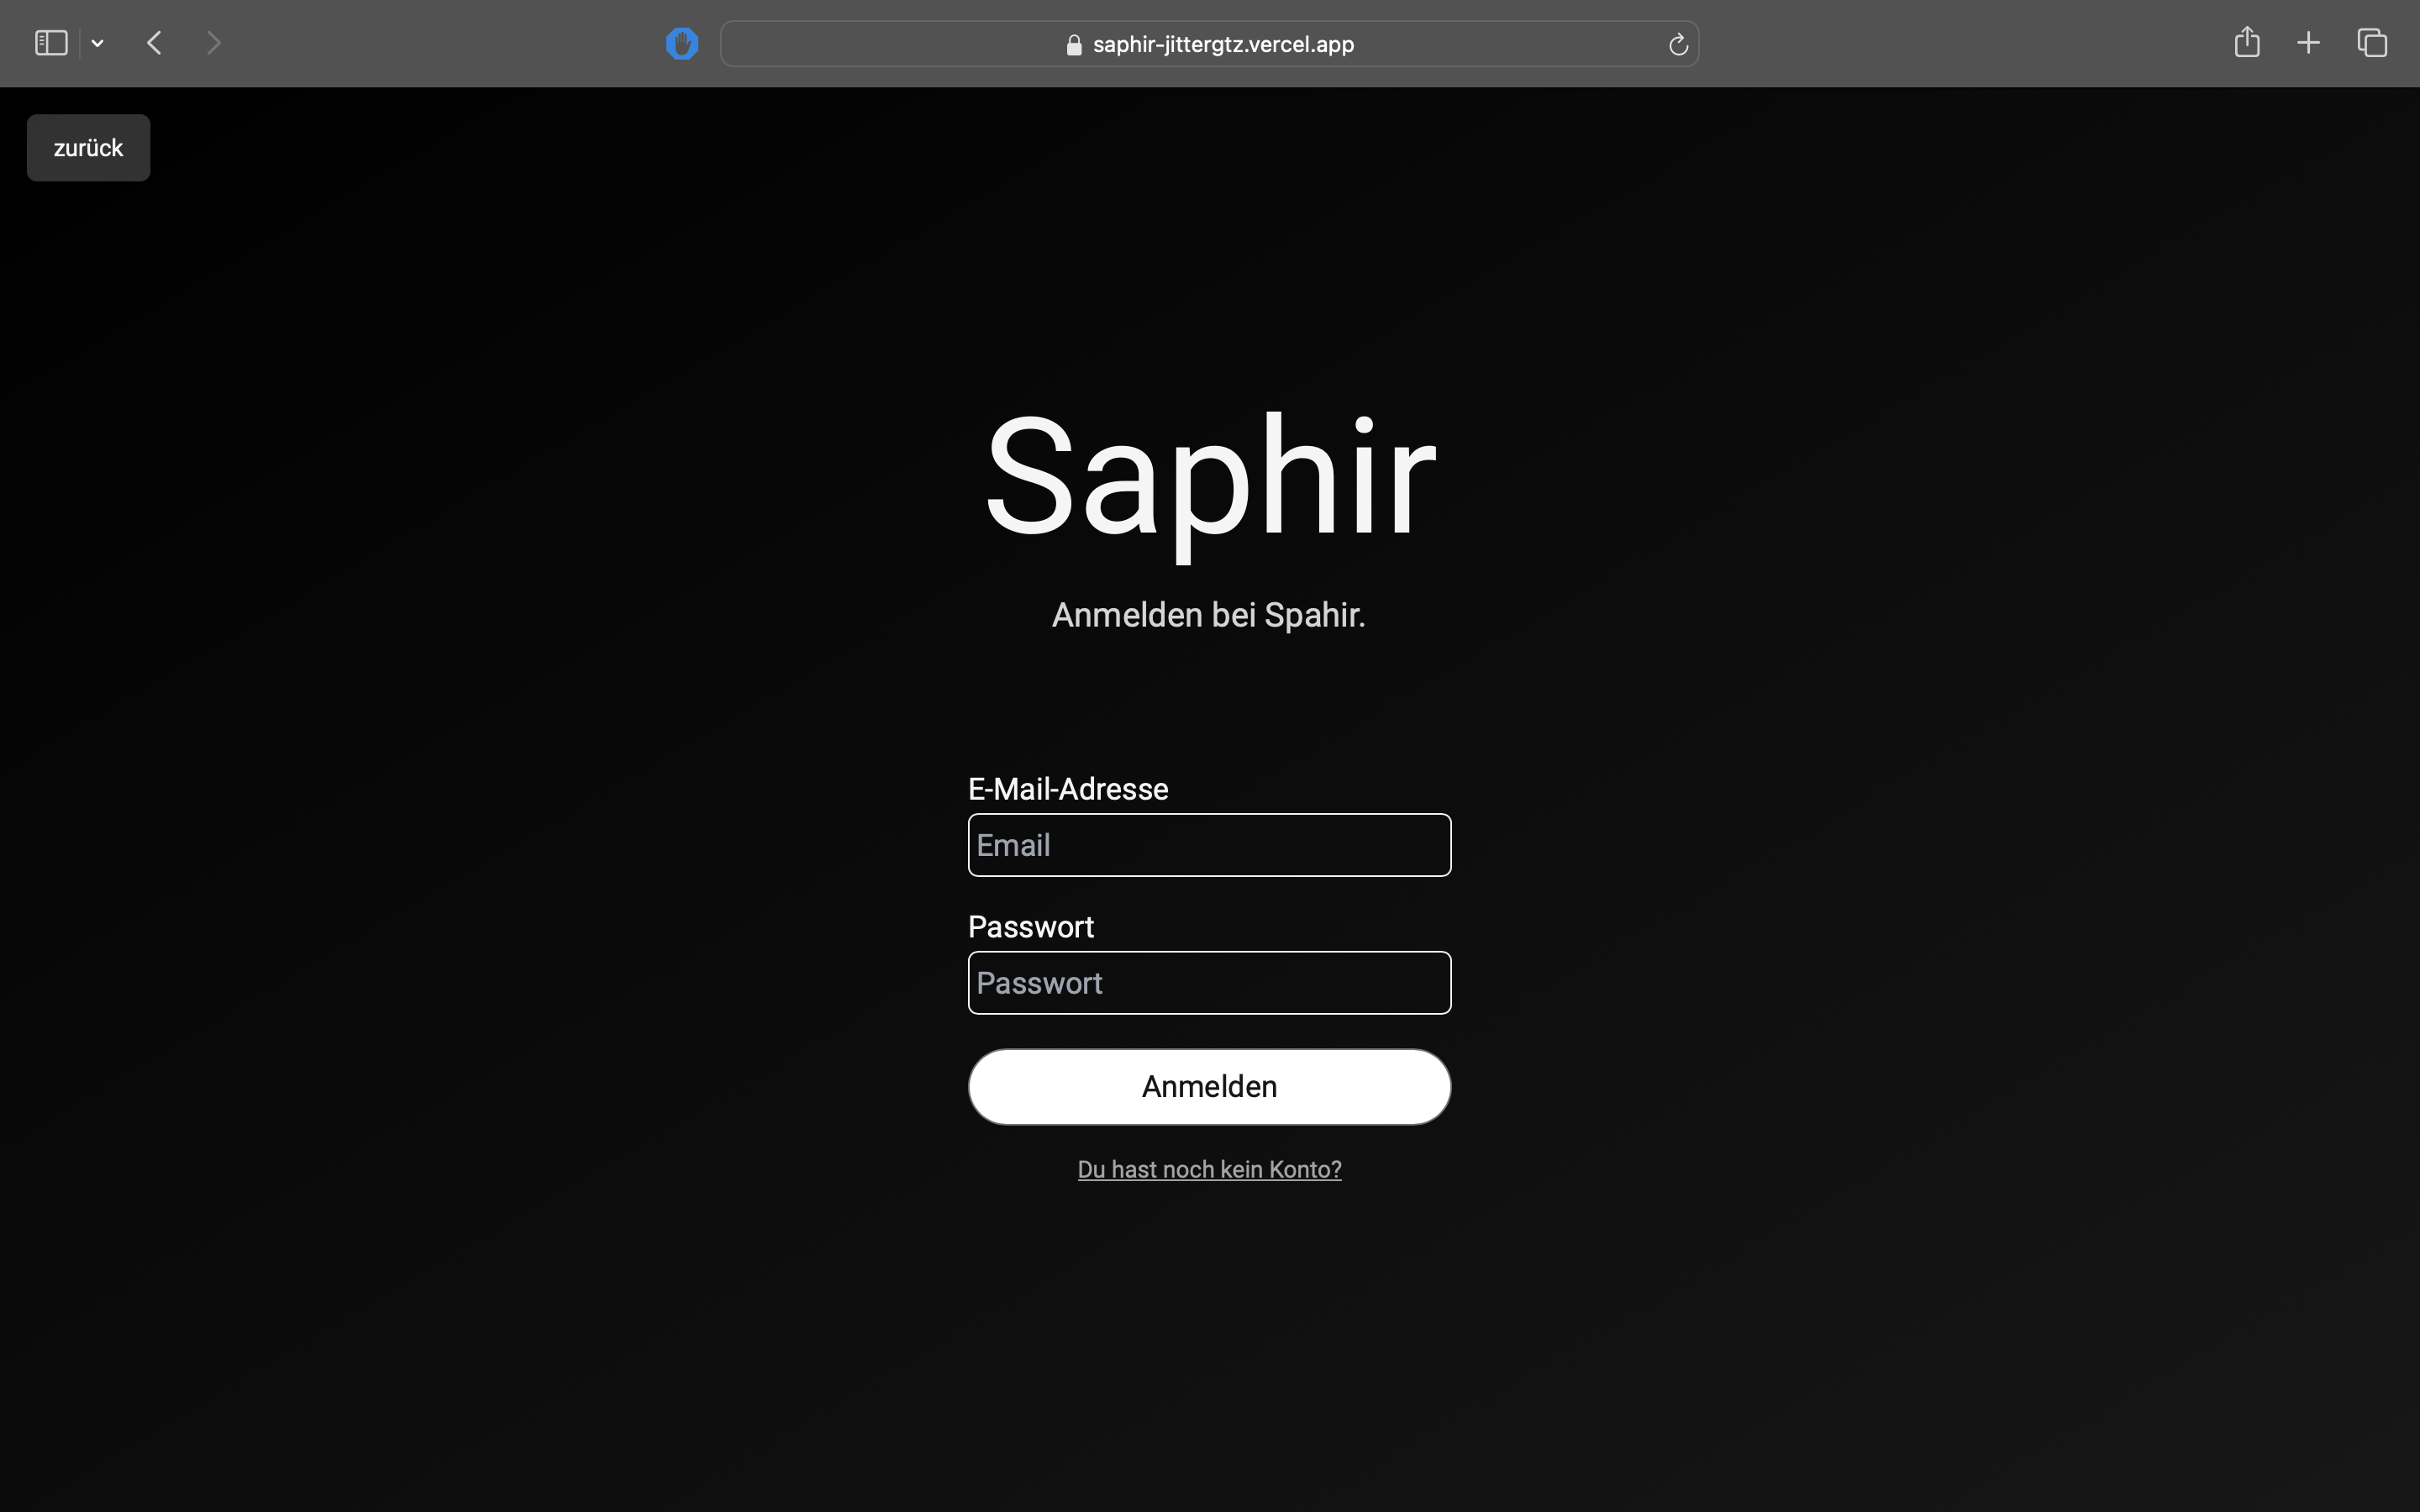 saphir-jittergtz.vercel.app
zurück
Saphir
Anmelden bei Spahir.
E-Mail-Adresse
Email
Passwort
Passwort
Anmelden
Du hast noch kein Konto?